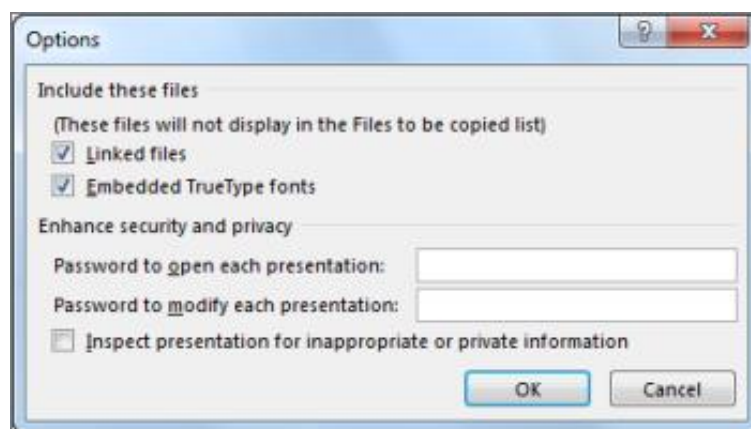 Options
Include these files
(These files will not display in the Files to be copied list)
Linked files
Embedded TrueType fonts
Enhance security and privacy
Password to open each presentation:
Password to modify each presentation:
Inspect presentation for inappropriate or private information
OK Cancel